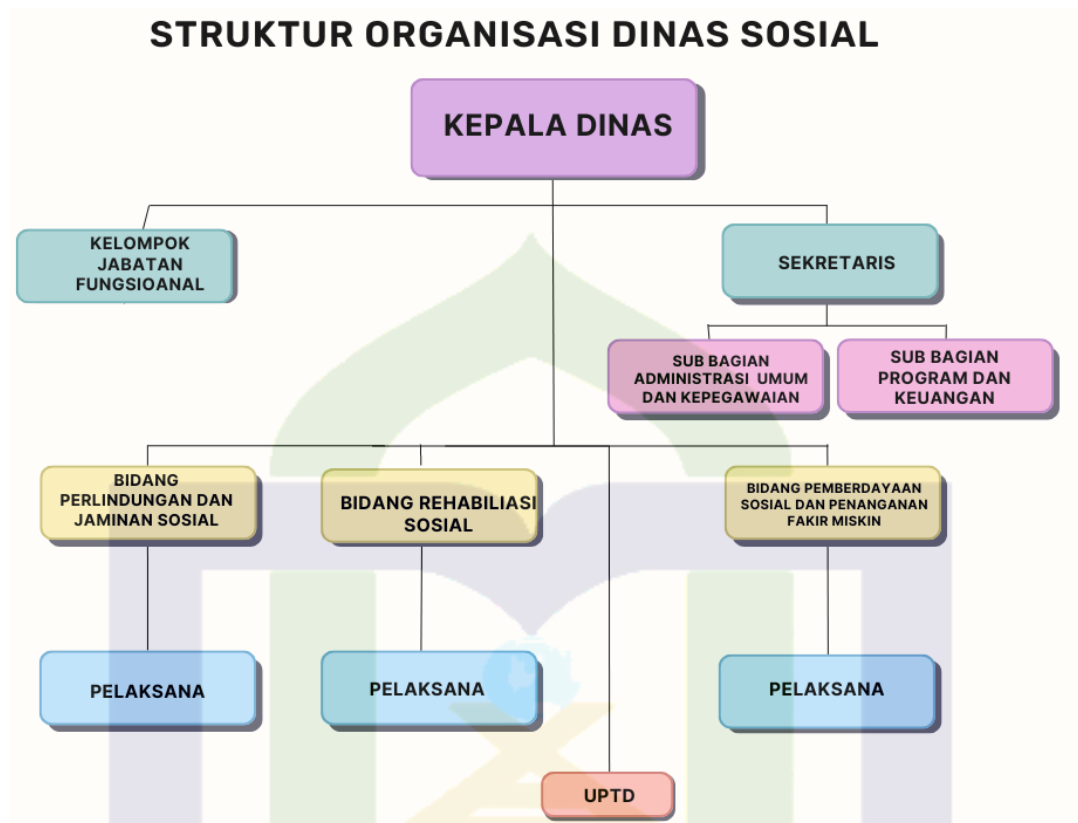 STRUKTUR ORGANISASI DINAS SOSIAL
KEPALA DINAS
KELOMPOK
JABATAN
FUNGSIOANAL
SEKRETARIS
SUB BAGIAN
ADMINISTRASI UMUM
DAN KEPEGAWAIAN
SUB BAGIAN
PROGRAM DAN
KEUANGAN
BIDANG
PERLINDUNGAN DAN
JAMINAN SOSIAL
BIDANG REHABILIASI
SOSIAL
BIDANG PEMBERDAYAAN
SOSIAL DAN PENANGANAN
FAKIR MISKIN
PELAKSANA
PELAKSANA
PELAKSANA
UPTD